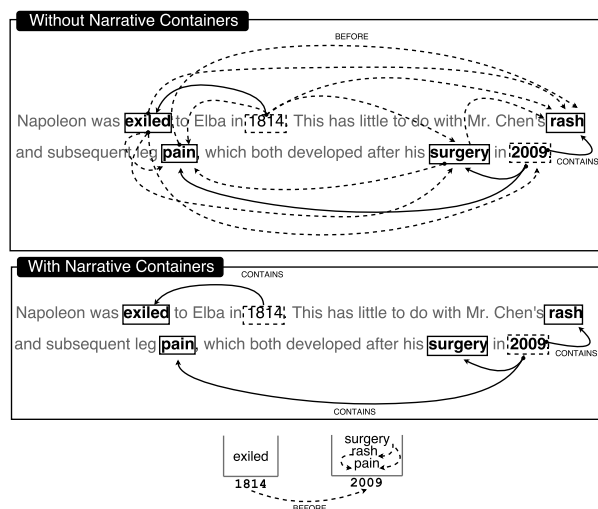 Without Narrative Containers
BEFORE
Napoleon was exiled to Elba in 1814. This has little to do with Mr. Chen's rash
and subsequent leg pain, which both developed after his surgery in 2009.
CONTAINS
With Narrative Containers
CONTAINS
Napoleon was exiled to Elba in 1814. This has little to do with Mr. Chen's rash
and subsequent leg pain, which both developed after his surgery in 2009.
CONTAINS
CONTAINS
surgery
exiled rash
pain
1814 2009
BEFORE